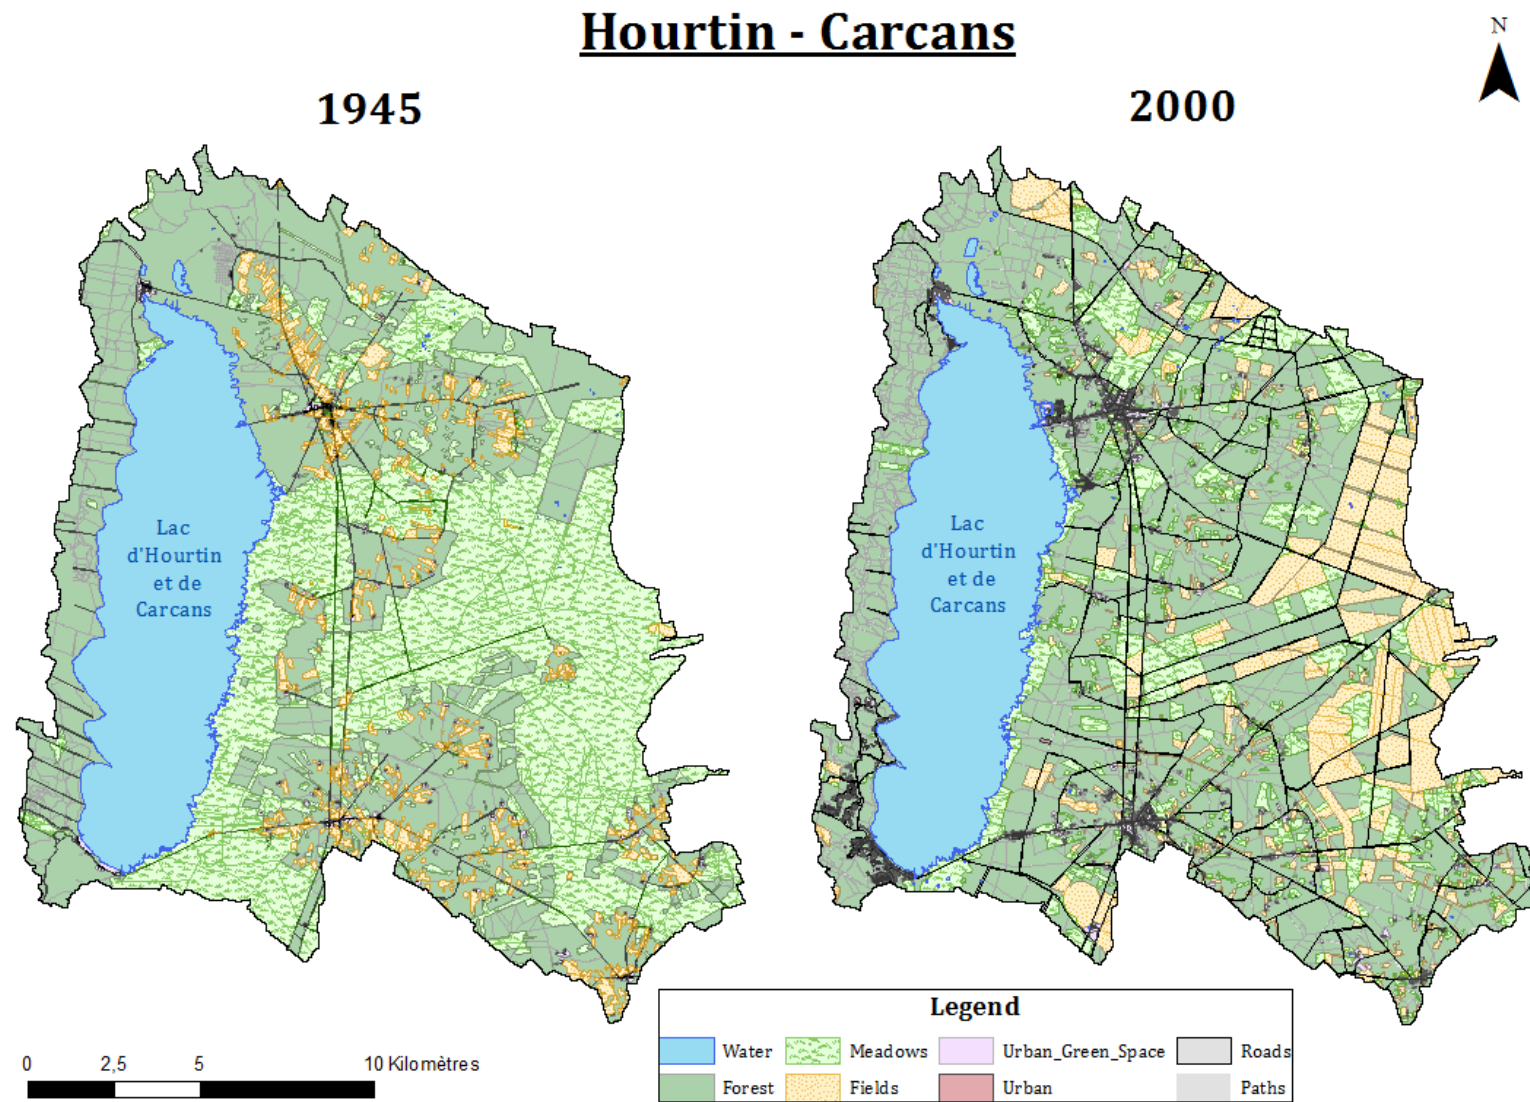 Hourtin - Carcans
N
1945
2000
Lac
d'Hourtin
et de
Carcans
Lac
d'Hourtin
et de
Carcans
Legend
Water
Meadows
Urban_Green_Space
Roads
Forest
Fields
Urban
Paths
0 2,5 5 10 Kilomètres